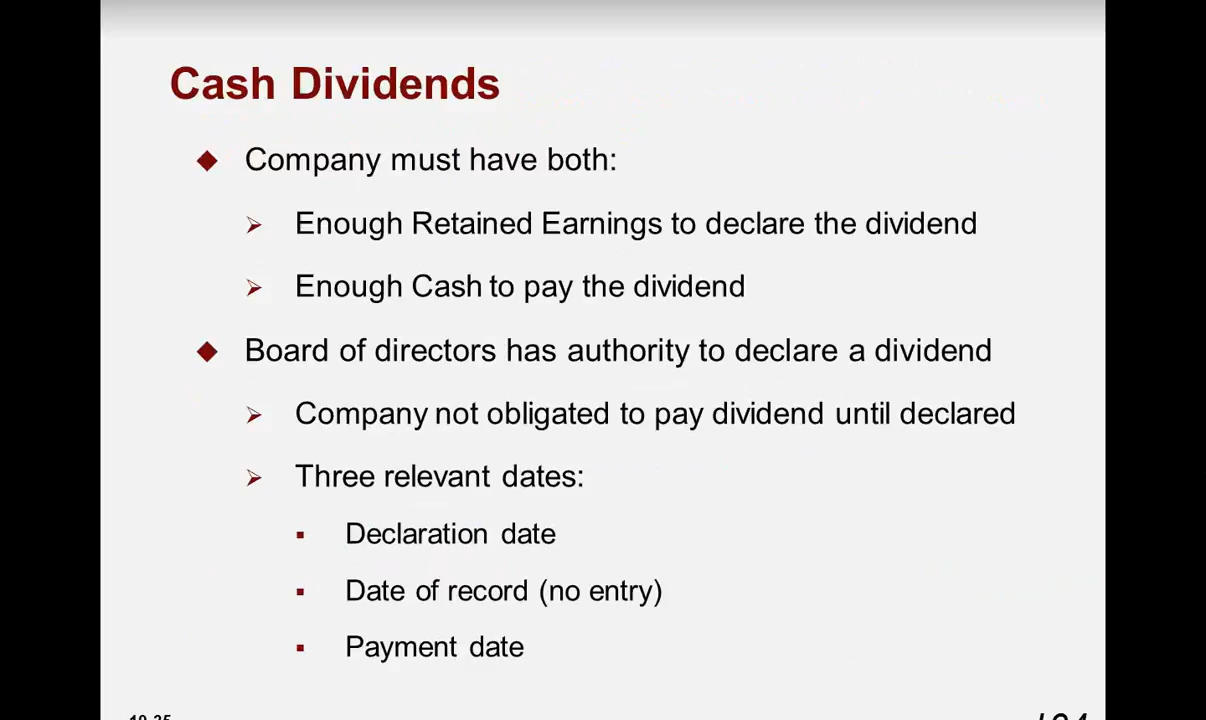 Cash Dividends
Company must have both:
Enough Retained Earnings to declare the dividend
Enough Cash to pay the dividend
Board of directors has authority to declare a dividend
Company not obligated to pay dividend until declared
Three relevant dates:
Declaration date
Date of record (no entry)
Payment date